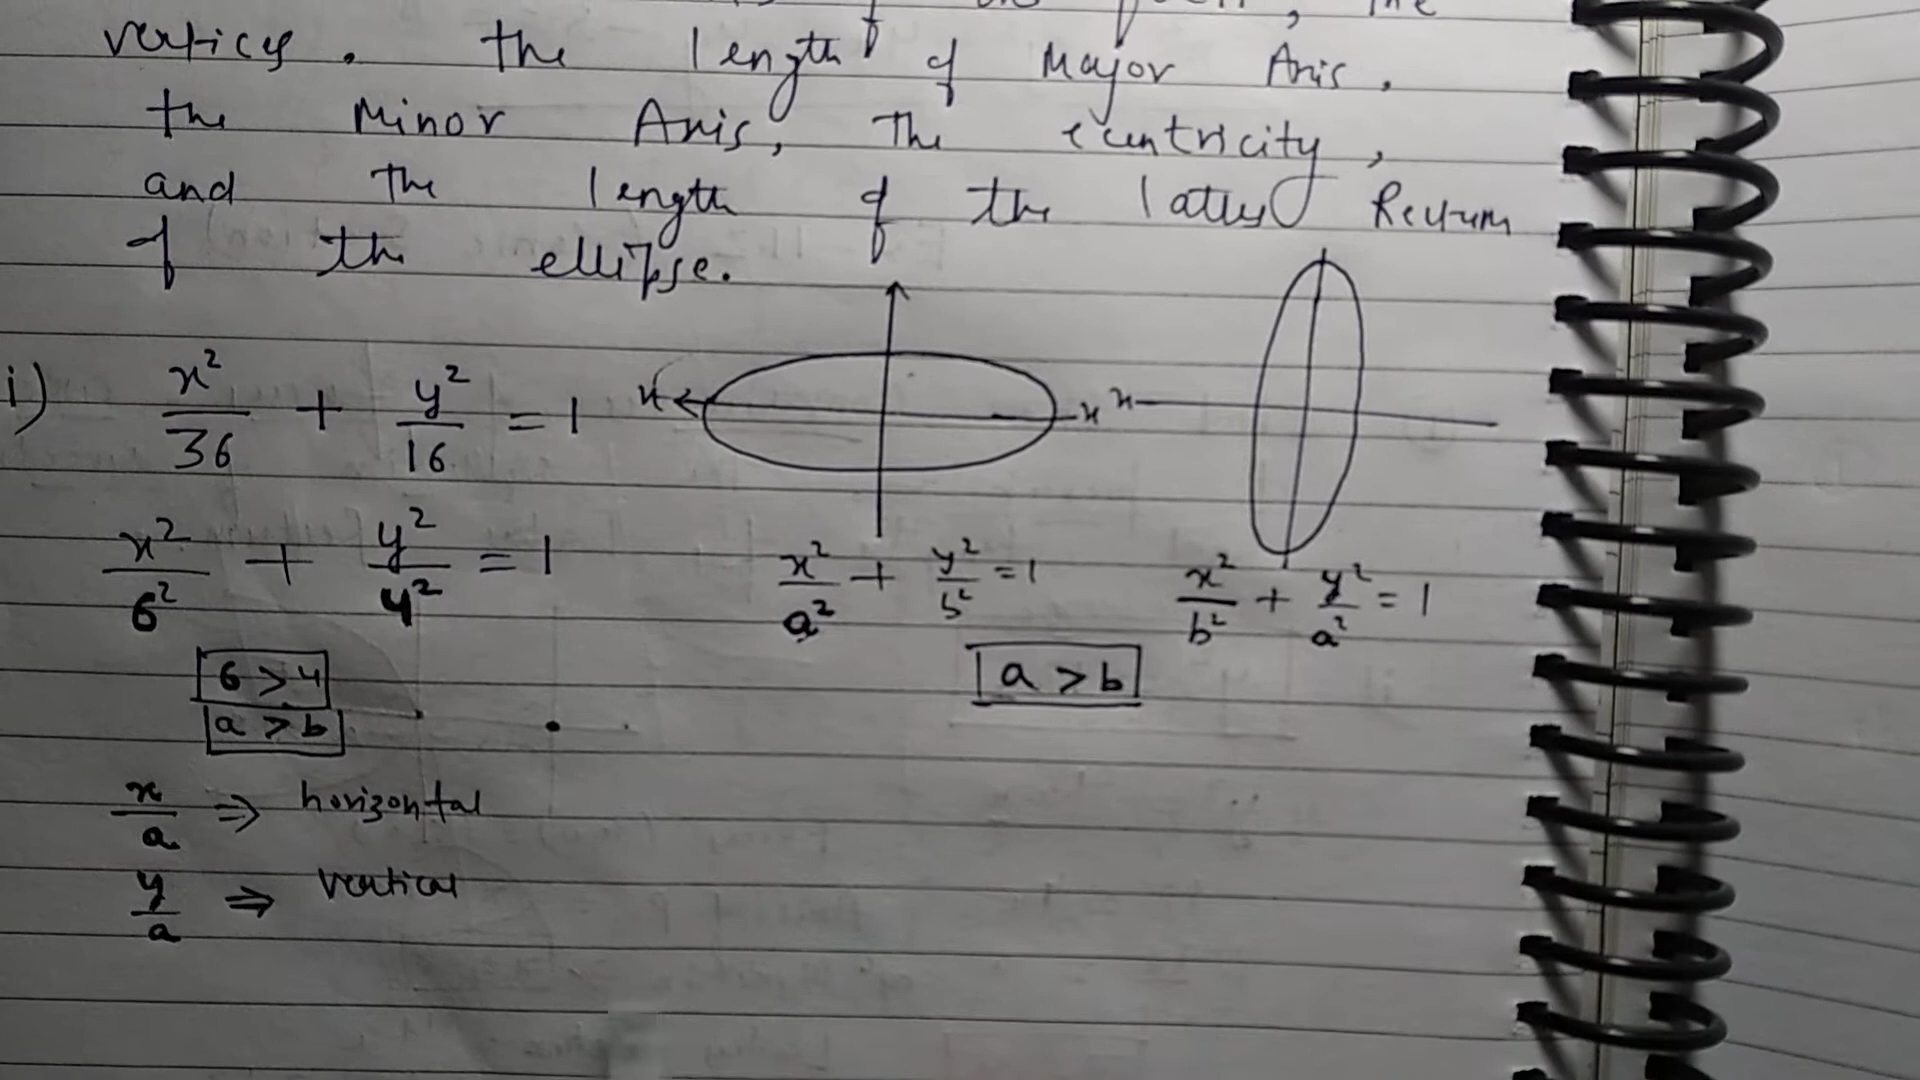 the
vertices. the length of Major Axis.
the Minor Axis, The eccentricity,
and the length of the latus Rectum
of the ellipse.
i) x²/36 + y²/16 = 1
x x x
x²/6² + y²/4² = 1
x²/a² + y²/b² = 1 x²/b² + y²/a² = 1
6 > 4 a > b
a > b
x/a ⇒ horizontal
y/a ⇒ vertical